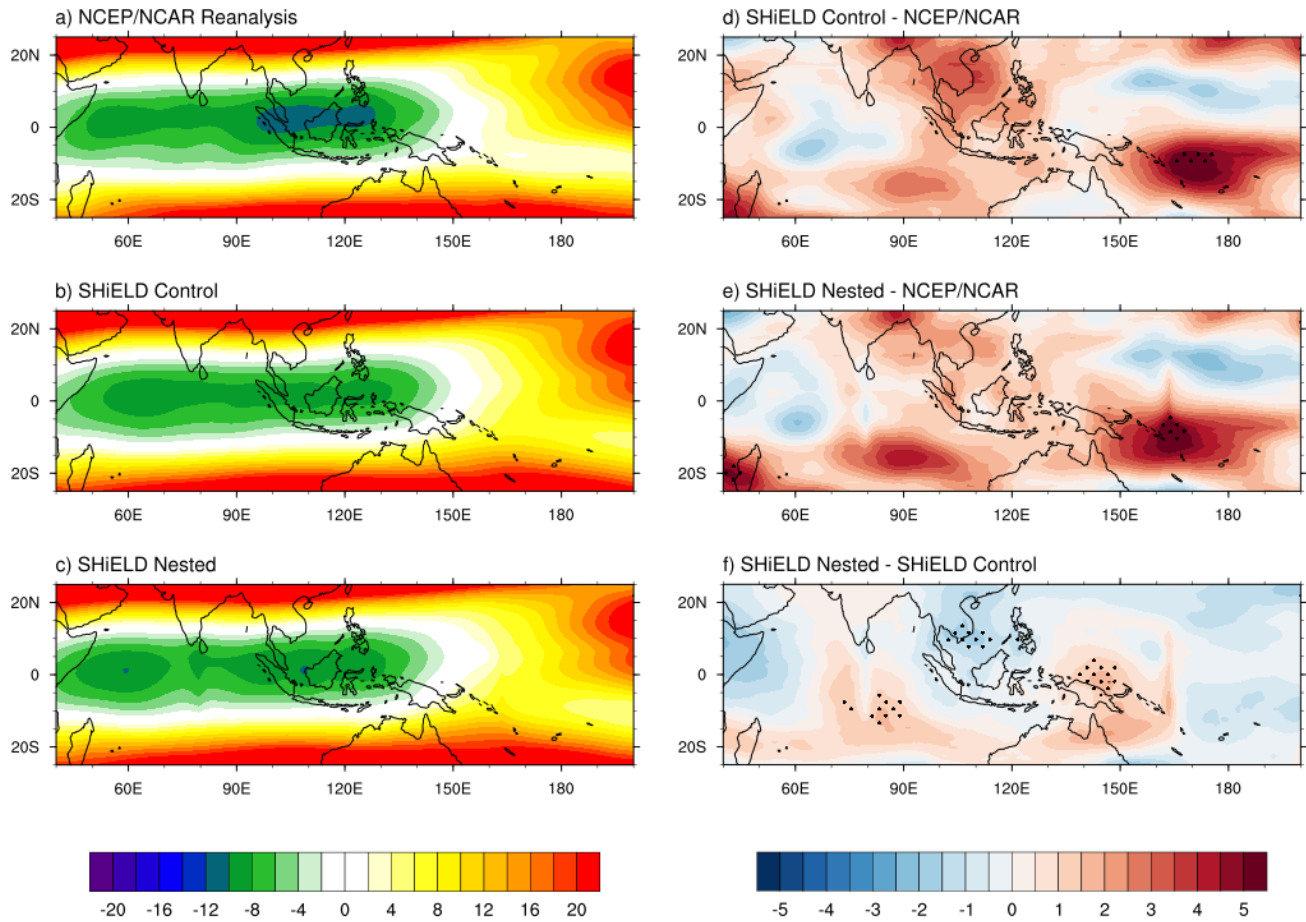 a) NCEP/NCAR Reanalysis
20N
0
20S
60E 90E 120E 150E 180
b) SHiELD Control
20N
0
20S
60E 90E 120E 150E 180
c) SHiELD Nested
20N
0
20S
60E 90E 120E 150E 180
-20 -16 -12 -8 -4 0 4 8 12 16 20
d) SHiELD Control - NCEP/NCAR
20N
0
20S
60E 90E 120E 150E 180
e) SHiELD Nested - NCEP/NCAR
20N
0
20S
60E 90E 120E 150E 180
f) SHiELD Nested - SHiELD Control
20N
0
20S
60E 90E 120E 150E 180
-5 -4 -3 -2 -1 0 1 2 3 4 5